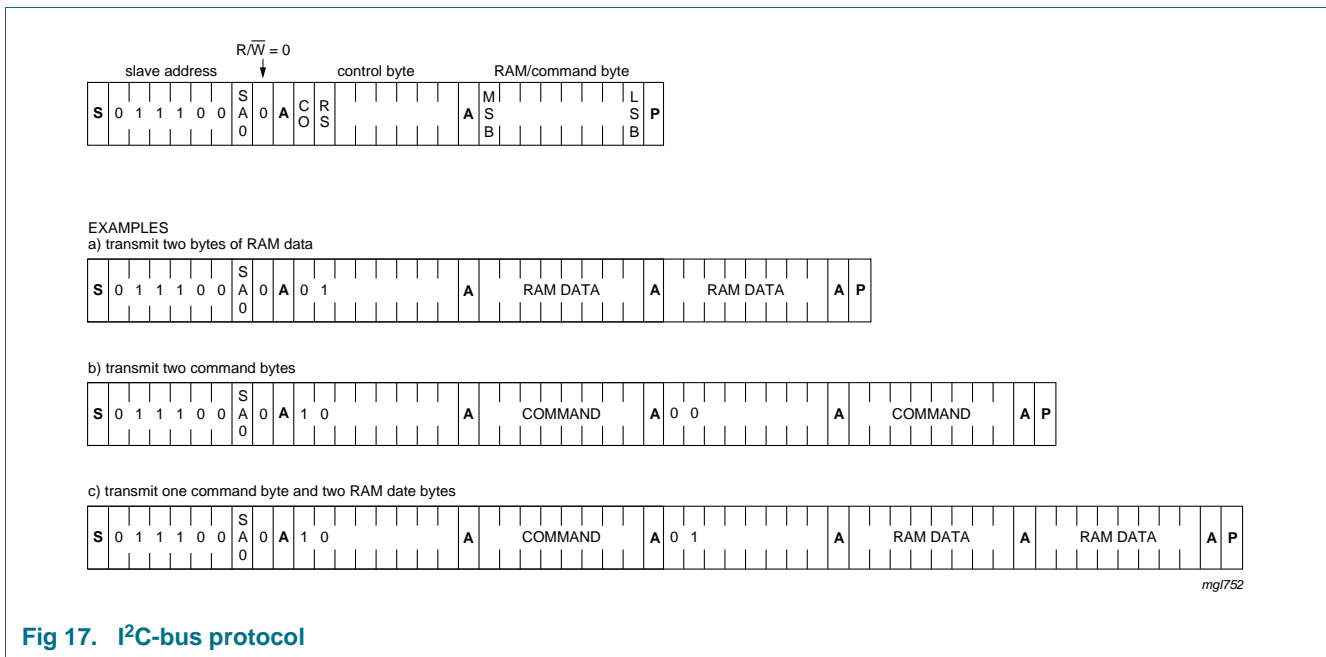 R/W = 0
slave address control byte RAM/command byte
S 0 1 1 1 0 0 SA0 0 A CO RS A MSB LSB P
EXAMPLES
a) transmit two bytes of RAM data
S 0 1 1 1 0 0 SA0 0 A 0 1 A RAM DATA A RAM DATA A P
b) transmit two command bytes
S 0 1 1 1 0 0 SA0 0 A 1 0 A COMMAND A 0 0 A COMMAND A P
c) transmit one command byte and two RAM date bytes
S 0 1 1 1 0 0 SA0 0 A 1 0 A COMMAND A 0 1 A RAM DATA A RAM DATA A P
mgl752
Fig 17. I²C-bus protocol